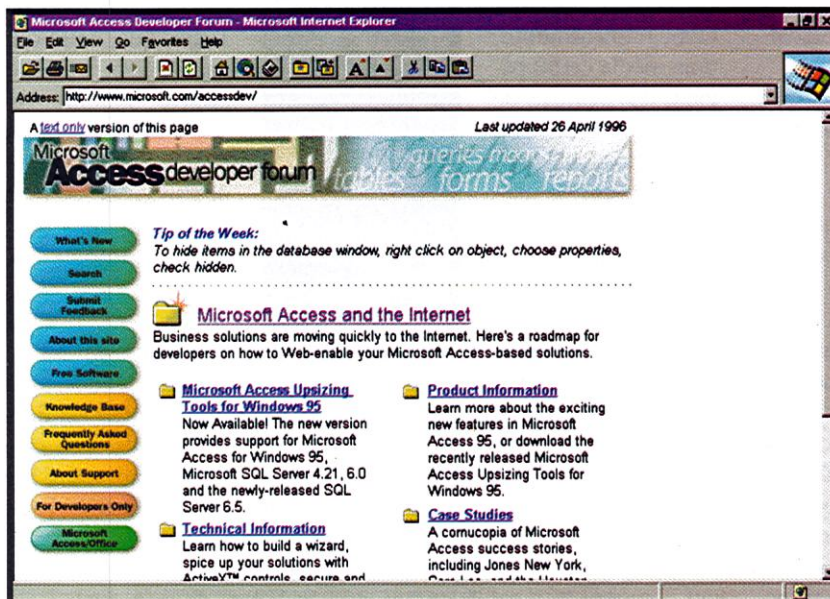 Microsoft Access Developer Forum - Microsoft Internet Explorer
File Edit View Go Favorites Help
Address: http://www.microsoft.com/accessdev/
A text only version of this page
Last updated 26 April 1996
Microsoft
Access developer forum
queries
tables forms reports
What's New
Search
Submit
Feedback
About this site
Free Software
Knowledge Base
Frequently Asked
Questions
About Support
For Developers Only
Microsoft
Access/Office
Tip of the Week:
To hide items in the database window, right click on object, choose properties,
check hidden.
Microsoft Access and the Internet
Business solutions are moving quickly to the Internet. Here's a roadmap for
developers on how to Web-enable your Microsoft Access-based solutions.
Microsoft Access Upsizing
Tools for Windows 95
Now Available! The new version
provides support for Microsoft
Access for Windows 95,
Microsoft SQL Server 4.21, 6.0
and the newly-released SQL
Server 6.5.
Technical Information
Learn how to build a wizard,
spice up your solutions with
ActiveX™ controls, secure and
Product Information
Learn more about the exciting
new features in Microsoft
Access 95, or download the
recently released Microsoft
Access Upsizing Tools for
Windows 95.
Case Studies
A cornucopia of Microsoft
Access success stories,
including Jones New York,
Sara Lee, and the Houston